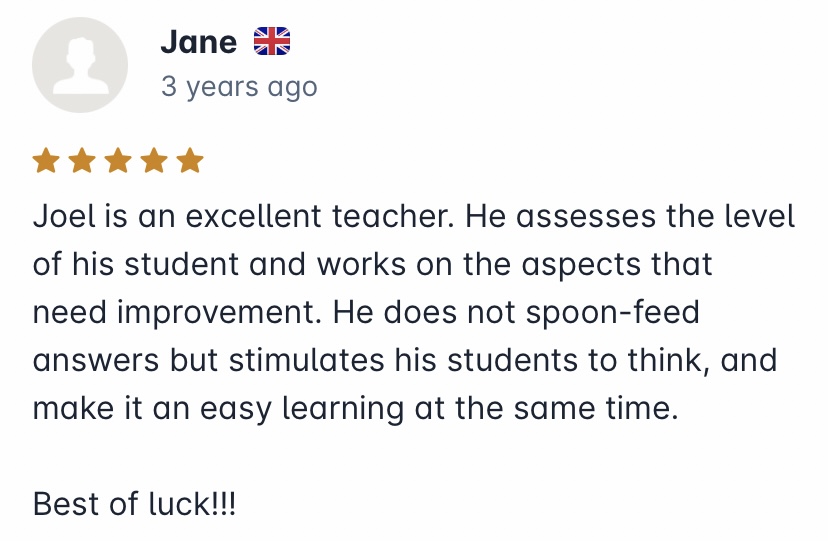 Jane
3 years ago
Joel is an excellent teacher. He assesses the level
of his student and works on the aspects that
need improvement. He does not spoon-feed
answers but stimulates his students to think, and
make it an easy learning at the same time.
Best of luck!!!